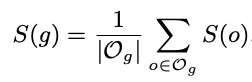 S(g) = \frac{1}{|\mathcal{O}_g|} \sum_{o \in \mathcal{O}_g} S(o)